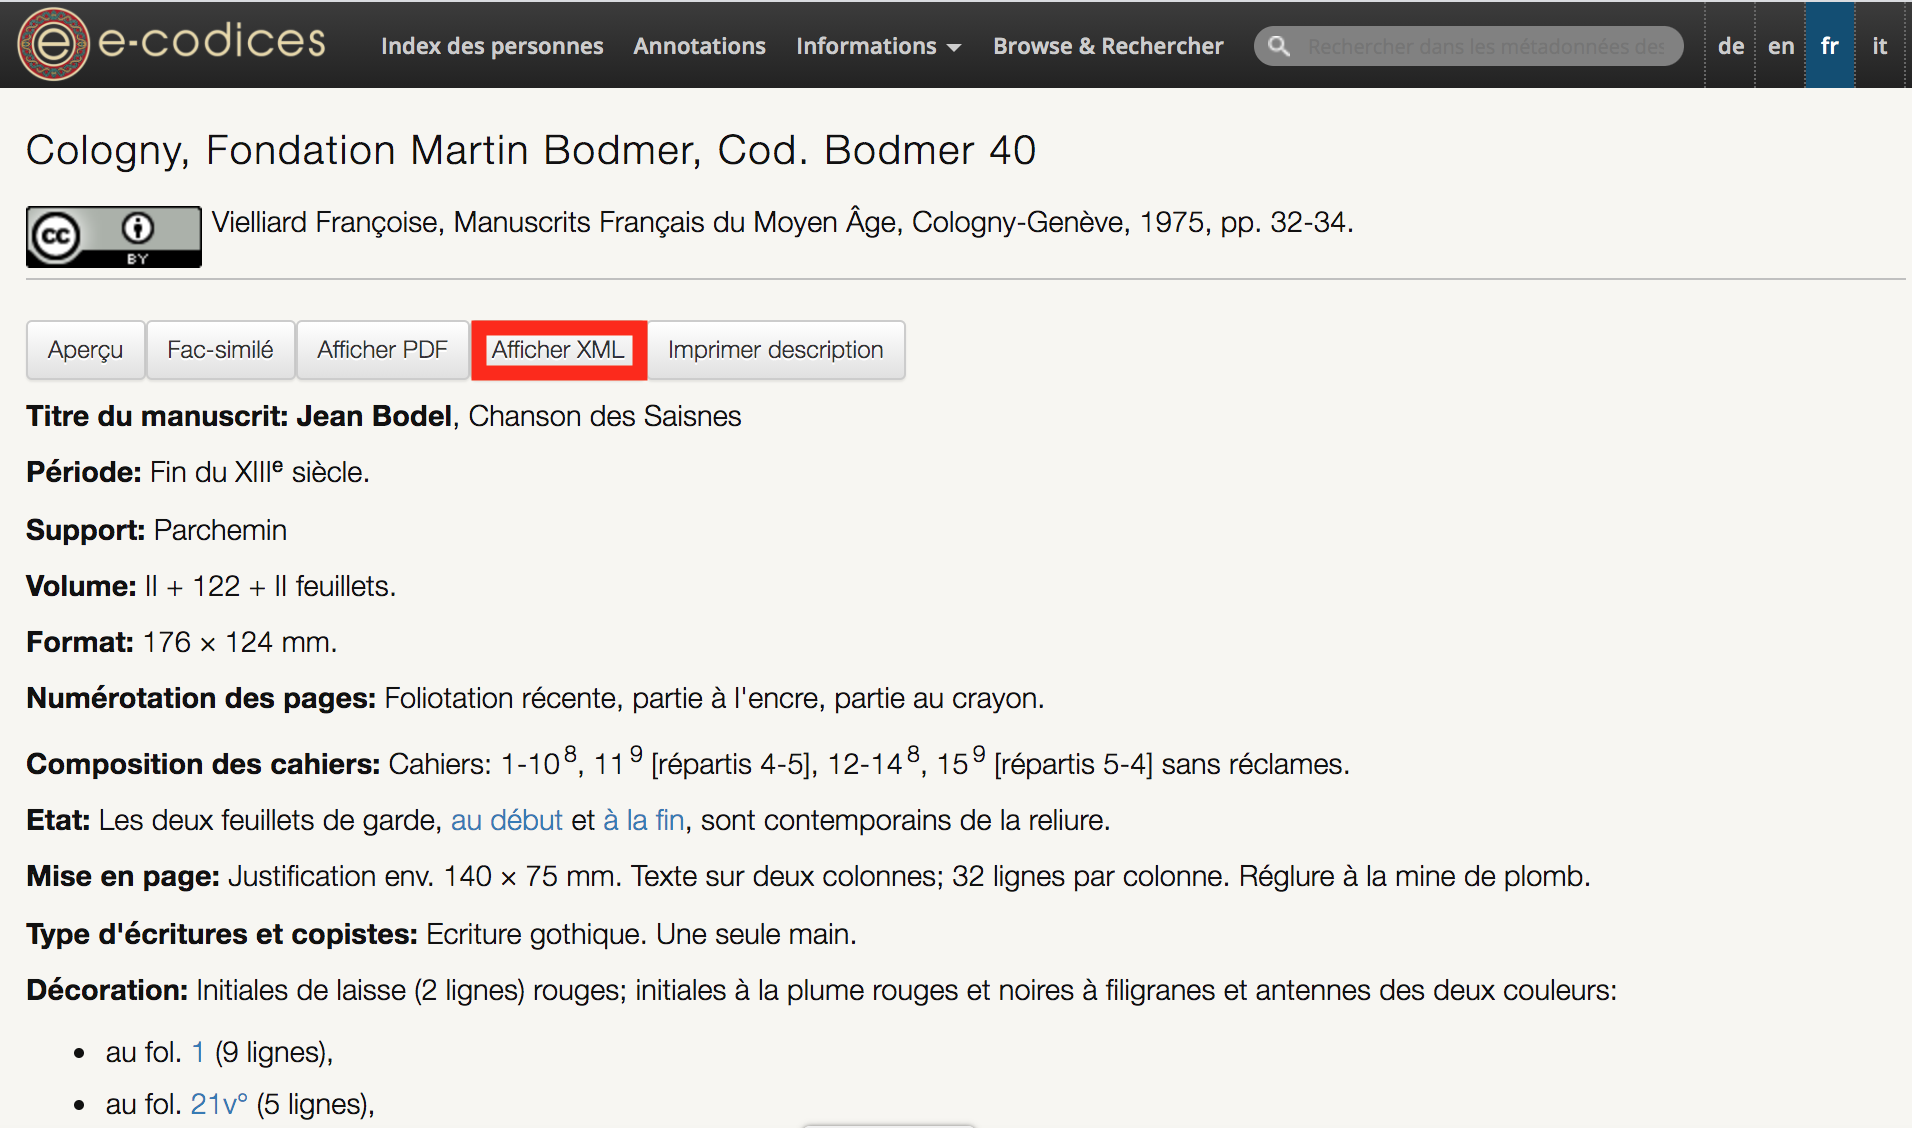 e-codices Index des personnes Annotations Informations Browse & Rechercher Rechercher dans les métadonnées des de en fr it
Cologny, Fondation Martin Bodmer, Cod. Bodmer 40
cc BY Vielliard Françoise, Manuscrits Français du Moyen Âge, Cologny-Genève, 1975, pp. 32-34.
Aperçu Fac-similé Afficher PDF Afficher XML Imprimer description
Titre du manuscrit: Jean Bodel, Chanson des Saisnes
Période: Fin du XIIIe siècle.
Support: Parchemin
Volume: II + 122 + II feuillets.
Format: 176 × 124 mm.
Numérotation des pages: Foliotation récente, partie à l'encre, partie au crayon.
Composition des cahiers: Cahiers: 1-10 8, 11 9 [répartis 4-5], 12-14 8, 15 9 [répartis 5-4] sans réclames.
Etat: Les deux feuillets de garde, au début et à la fin, sont contemporains de la reliure.
Mise en page: Justification env. 140 × 75 mm. Texte sur deux colonnes; 32 lignes par colonne. Réglure à la mine de plomb.
Type d'écritures et copistes: Ecriture gothique. Une seule main.
Décoration: Initiales de laisse (2 lignes) rouges; initiales à la plume rouges et noires à filigranes et antennes des deux couleurs:
• au fol. 1 (9 lignes),
• au fol. 21v° (5 lignes),